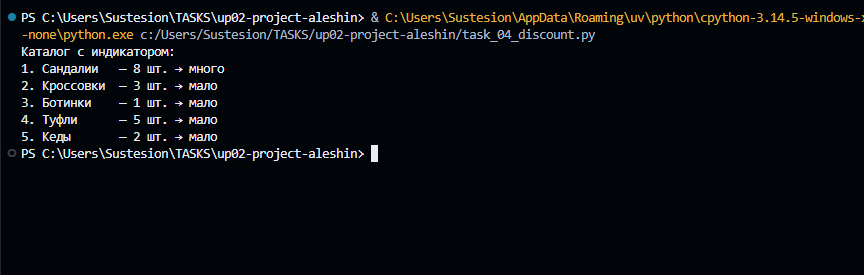 PS C:\Users\Sustesion\TASKS\up02-project-aleshin> & C:\Users\Sustesion\AppData\Roaming\uv\python\cpython-3.14.5-windows-x
-none\python.exe c:/Users/Sustesion/TASKS/up02-project-aleshin/task_04_discount.py
Каталог с индикатором:
1. Сандалии — 8 шт. → много
2. Кроссовки — 3 шт. → мало
3. Ботинки — 1 шт. → мало
4. Туфли — 5 шт. → мало
5. Кеды — 2 шт. → мало
PS C:\Users\Sustesion\TASKS\up02-project-aleshin>